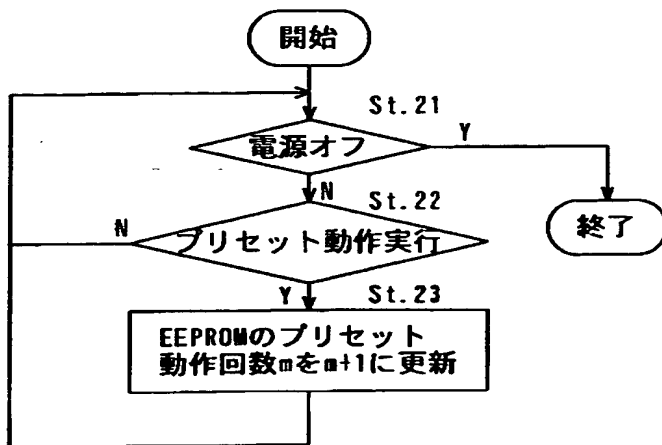 開始
St.21
電源オフ
Y
N
St.22
N
プリセット動作実行
終了
Y
St.23
EEPROMのプリセット
動作回数mをm+1に更新